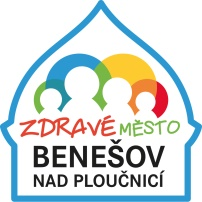 ZDRAVÉ MĚSTO
BENEŠOV
NAD PLOUČNICÍ